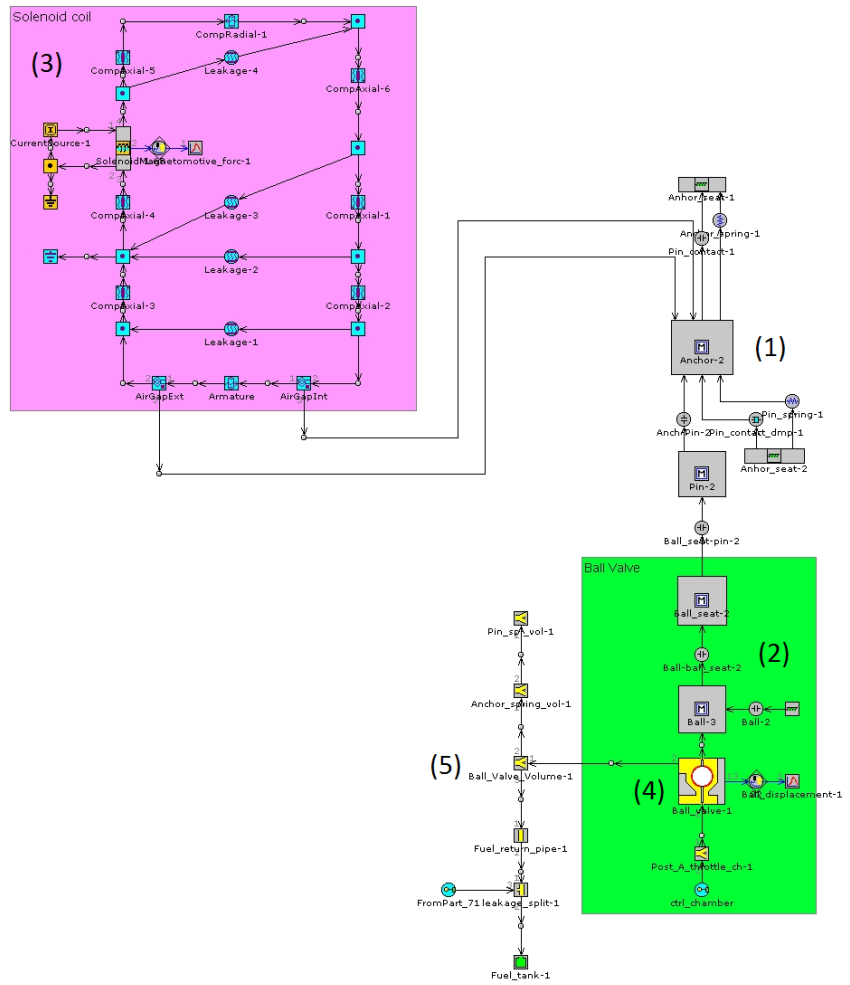 Solenoid coil
CompRadial-1
(3)
CompAxial-5
Leakage-4
CompAxial-6
CurrentSource-1
CompAxial-4
Leakage-3
CompAxial-1
Leakage-2
CompAxial-3
CompAxial-2
Leakage-1
AirGapExt
Armature
AirGapInt
Anhor_seat-1
Anchor_spring-1
Pin_contact-1
Anchor-2
(1)
Pin_spring-1
Pin_contact_dmp-1
Anhor_seat-2
Pin-2
Ball_seat-pin-2
Ball Valve
Ball_seat-2
Pin_spr_vol-1
(2)
Ball-ball_seat-2
Anchor_spring_vol-1
Ball-3
Ball-2
(5)
Ball_Valve_Volume-1
(4)
Ball_valve-1
Ball_displacement-1
Fuel_return_pipe-1
Post_A_throttle_ch-1
FromPart_71
leakage_split-1
ctrl_chamber
Fuel_tank-1